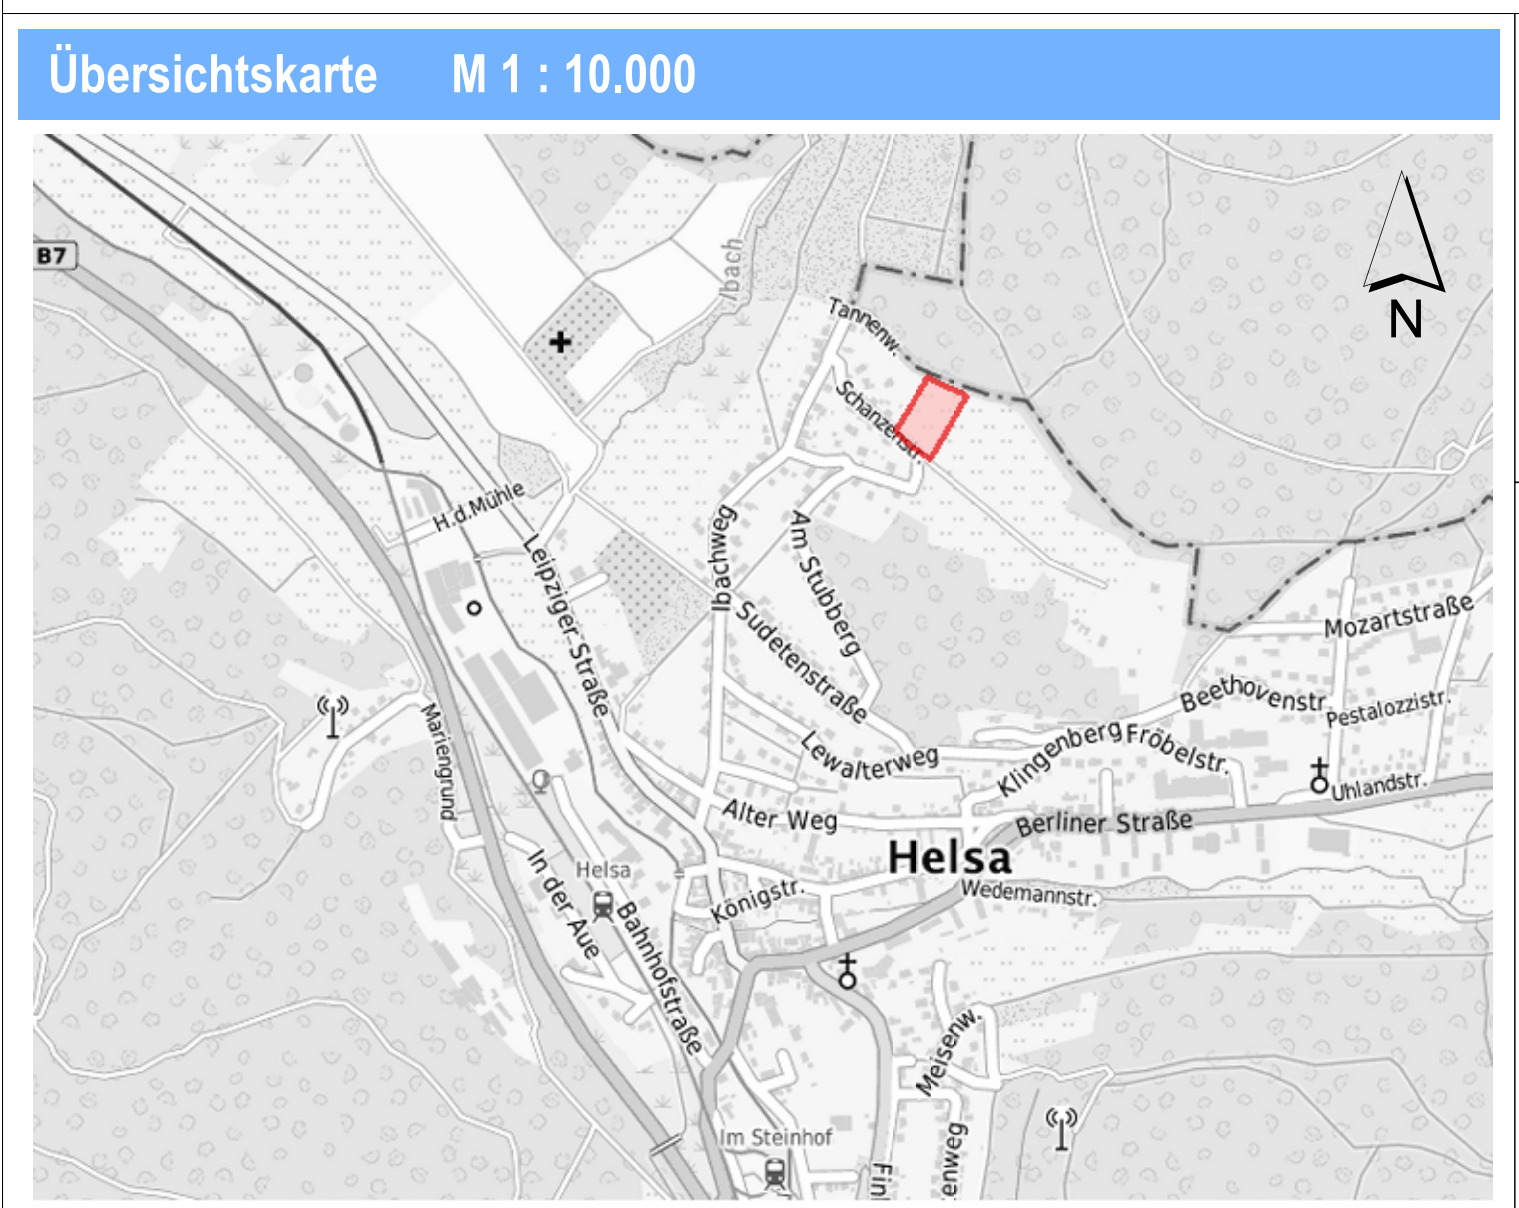 Übersichtskarte M 1 : 10.000
B7
Ibach
N
Tannenw.
Schanzenstr.
H.d.Mühle
Leipziger-Straße
Ibachweg
Am Stubberg
Sudetenstraße
Mozartstraße
Beethovenstr.
Pestalozzistr.
Mariengrund
Lewalterweg
Klingenberg
Fröbelstr.
Uhlandstr.
Alter Weg
Berliner Straße
Helsa
Helsa
In der Aue
Königstr.
Wedemannstr.
Bahnhofstraße
Meisenw.
Im Steinhof
Fin
enweg